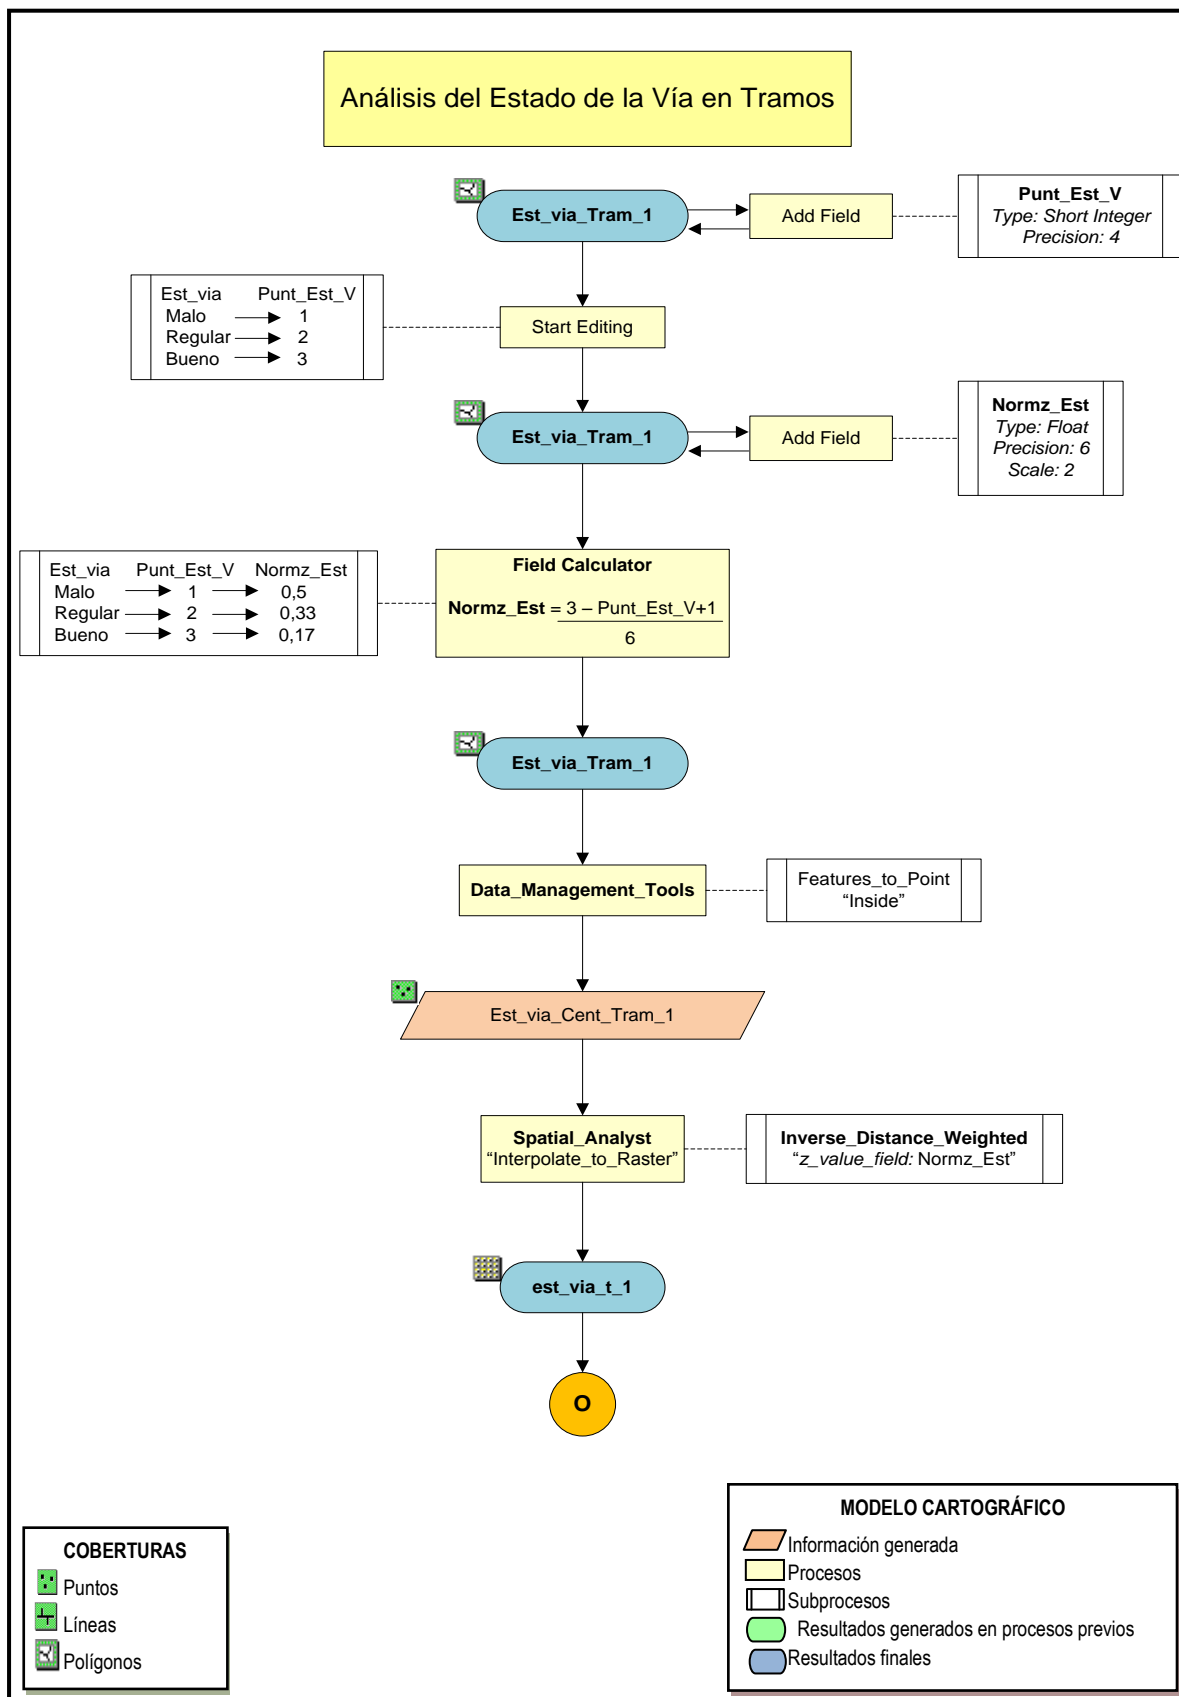 Análisis del Estado de la Vía en Tramos
Est_via_Tram_1
Add Field
Punt_Est_V
Type: Short Integer
Precision: 4
Est_via Punt_Est_V
Malo 1
Regular 2
Bueno 3
Start Editing
Est_via_Tram_1
Add Field
Normz_Est
Type: Float
Precision: 6
Scale: 2
Est_via Punt_Est_V Normz_Est
Malo 1 0,5
Regular 2 0,33
Bueno 3 0,17
Field Calculator
Normz_Est = 3 – Punt_Est_V+1
6
Est_via_Tram_1
Data_Management_Tools
Features_to_Point
“Inside”
Est_via_Cent_Tram_1
Spatial_Analyst
“Interpolate_to_Raster”
Inverse_Distance_Weighted
“z_value_field: Normz_Est”
est_via_t_1
O
COBERTURAS
Puntos
Líneas
Polígonos
MODELO CARTOGRÁFICO
Información generada
Procesos
Subprocesos
Resultados generados en procesos previos
Resultados finales